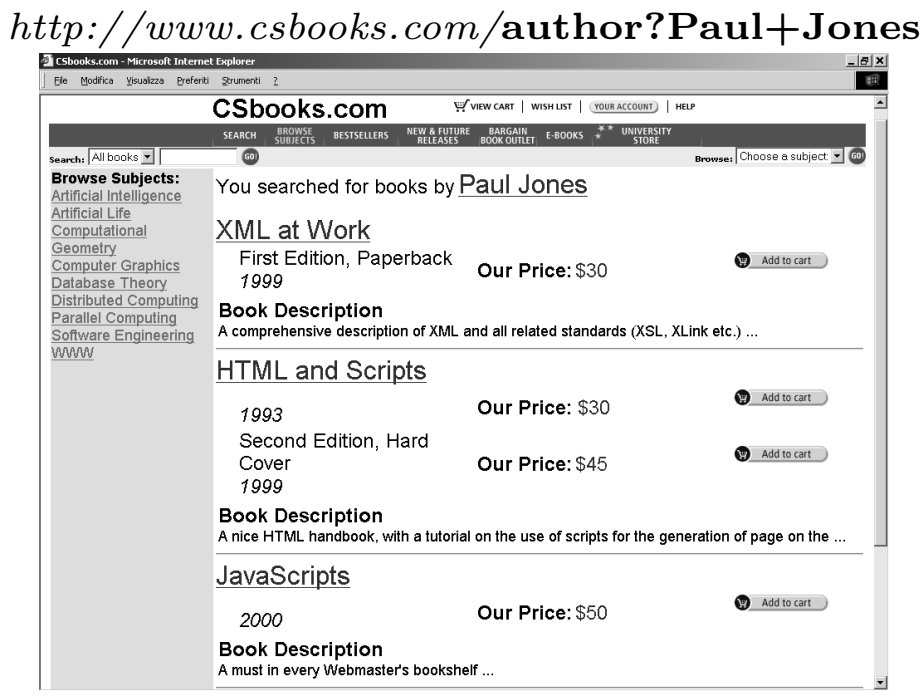 http://www.csbooks.com/author?Paul+Jones
CSbooks.com - Microsoft Internet Explorer
File Modifica Visualizza Preferiti Strumenti ?
CSbooks.com VIEW CART | WISH LIST | YOUR ACCOUNT | HELP
SEARCH BROWSE SUBJECTS BESTSELLERS NEW & FUTURE RELEASES BARGAIN BOOK OUTLET E-BOOKS UNIVERSITY STORE
Search: All books GO! Browse: Choose a subject GO!
Browse Subjects:
Artificial Intelligence
Artificial Life
Computational
Geometry
Computer Graphics
Database Theory
Distributed Computing
Parallel Computing
Software Engineering
WWW
You searched for books by Paul Jones
XML at Work
First Edition, Paperback
1999
Our Price: $30 Add to cart
Book Description
A comprehensive description of XML and all related standards (XSL, XLink etc.) ...
HTML and Scripts
1993
Our Price: $30 Add to cart
Second Edition, Hard
Cover
1999
Our Price: $45 Add to cart
Book Description
A nice HTML handbook, with a tutorial on the use of scripts for the generation of page on the ...
JavaScripts
2000
Our Price: $50 Add to cart
Book Description
A must in every Webmaster's bookshelf ...